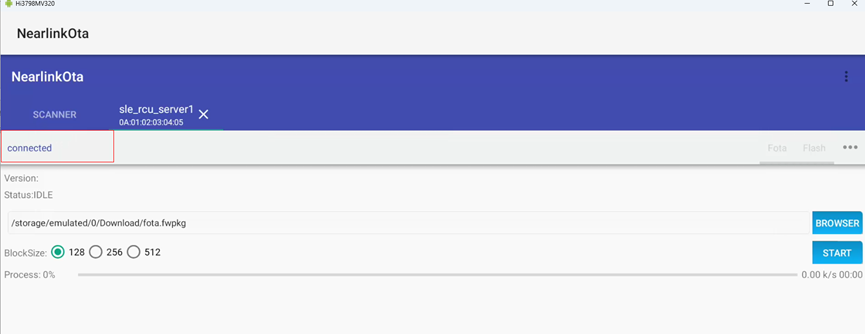 Hi3798MV320
NearlinkOta
NearlinkOta
SCANNER
sle_rcu_server1
0A:01:02:03:04:05
connected
Fota Flash
Version:
Status:IDLE
/storage/emulated/0/Download/fota.fwpkg
BROWSER
BlockSize: 128 256 512
START
Process: 0%
0.00 k/s 00:00